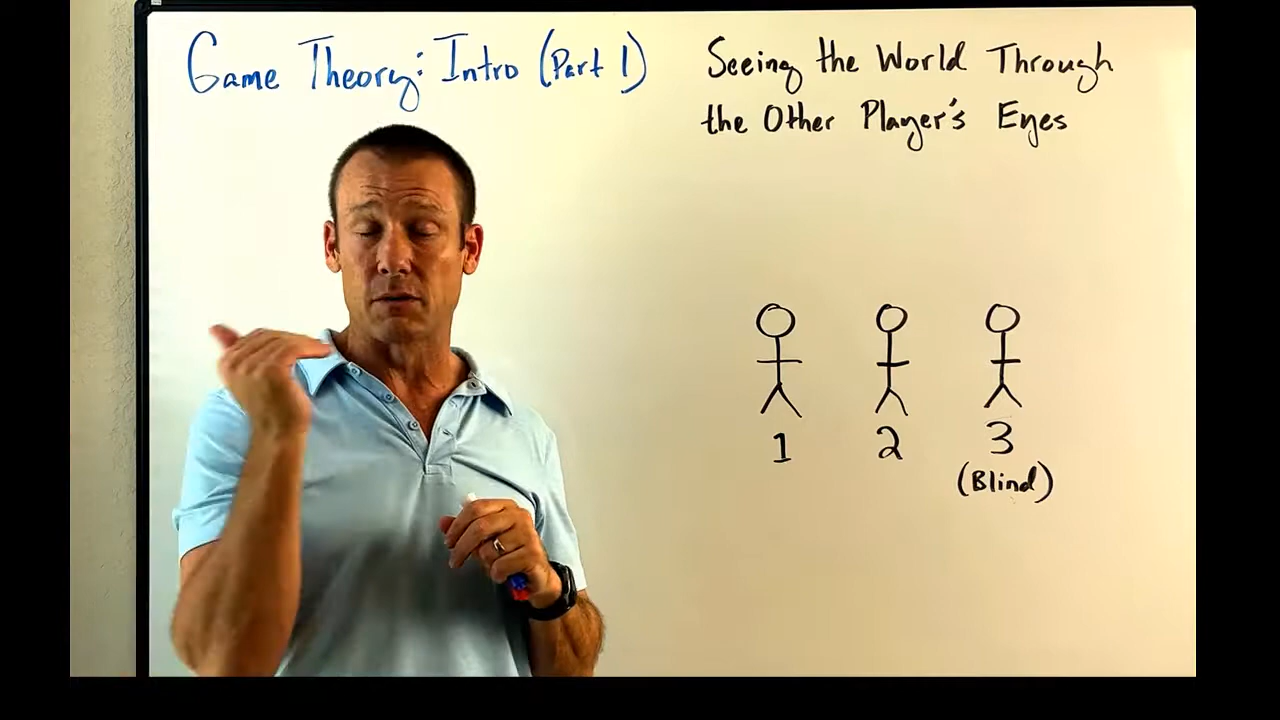 Game Theory: Intro (Part 1)
Seeing the World Through
the Other Player's Eyes
1 2 3
(Blind)